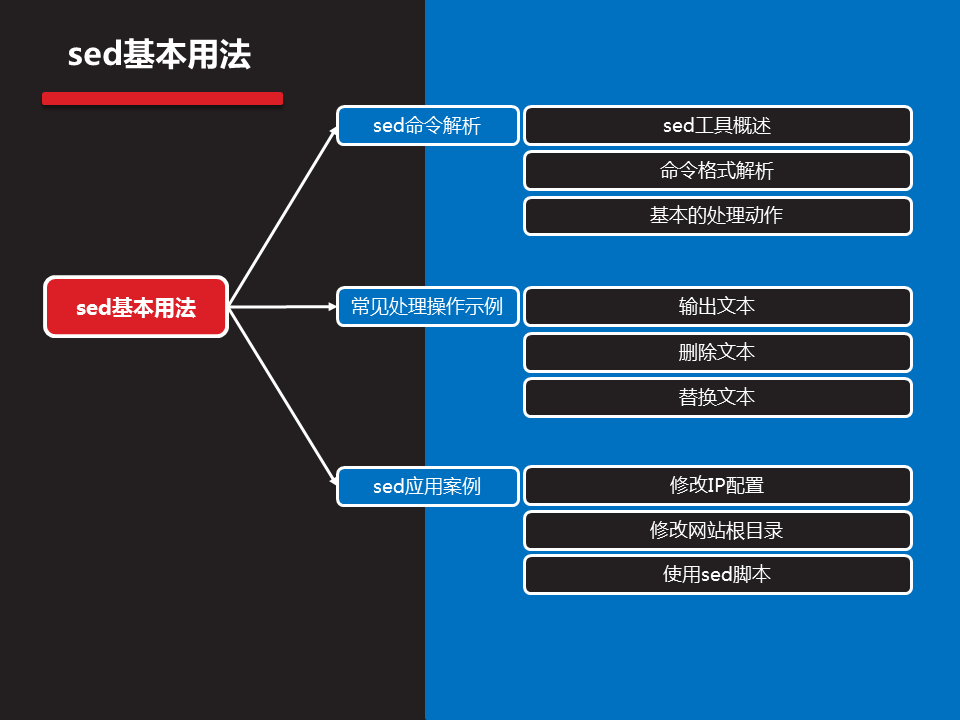 sed基本用法
sed基本用法
sed命令解析
sed工具概述
命令格式解析
基本的处理动作
常见处理操作示例
输出文本
删除文本
替换文本
sed应用案例
修改IP配置
修改网站根目录
使用sed脚本